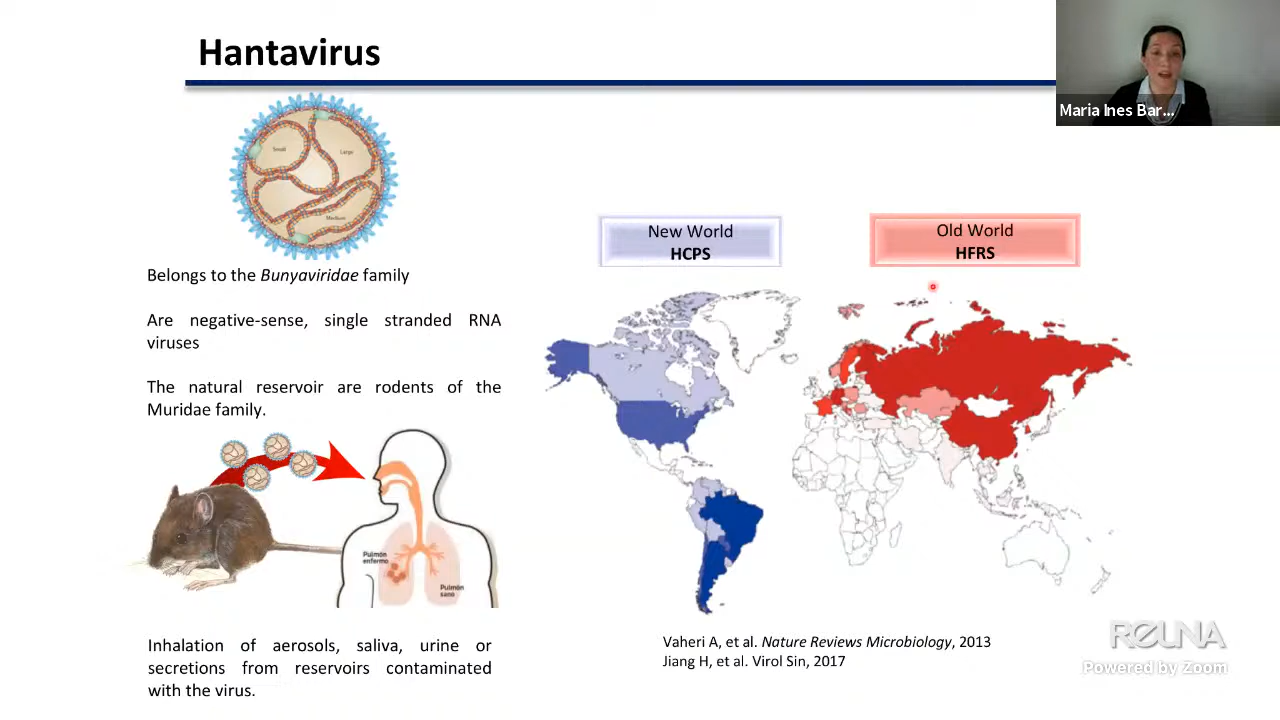 Hantavirus
Maria Ines Bar...
Small
Large
Medium
Belongs to the Bunyaviridae family
Are negative-sense, single stranded RNA
viruses
The natural reservoir are rodents of the
Muridae family.
Pulmón
enfermo
Pulmón
sano
Inhalation of aerosols, saliva, urine or
secretions from reservoirs contaminated
with the virus.
New World
HCPS
Old World
HFRS
Vaheri A, et al. Nature Reviews Microbiology, 2013
Jiang H, et al. Virol Sin, 2017
REUNA
Powered by Zoom